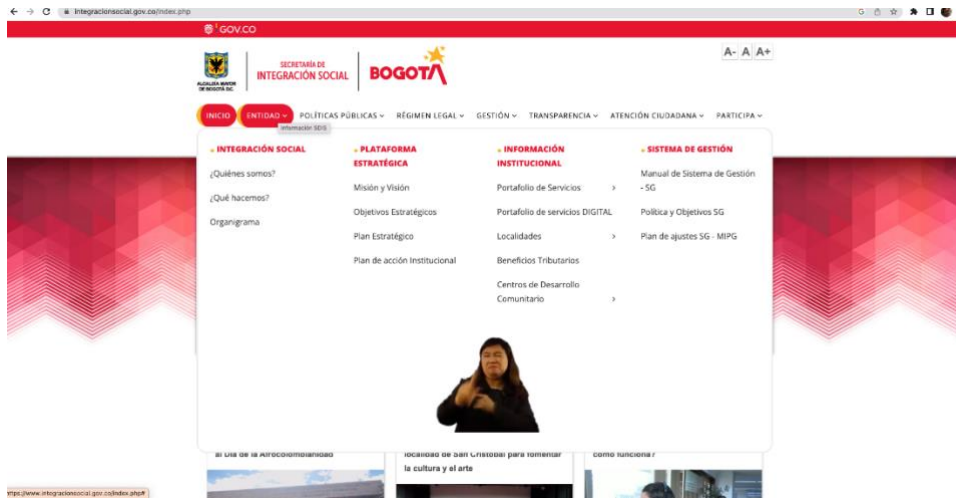 integracionsocial.gov.co/index.php
GOV.CO
ALCALDÍA MAYOR
DE BOGOTÁ D.C.
SECRETARÍA DE
INTEGRACIÓN SOCIAL
BOGOTÁ
A- A A+
INICIO ENTIDAD POLÍTICAS PÚBLICAS RÉGIMEN LEGAL GESTIÓN TRANSPARENCIA ATENCIÓN CIUDADANA PARTICIPA
Información SDIS
INTEGRACIÓN SOCIAL
¿Quiénes somos?
¿Qué hacemos?
Organigrama
PLATAFORMA
ESTRATÉGICA
Misión y Visión
Objetivos Estratégicos
Plan Estratégico
Plan de acción Institucional
INFORMACIÓN
INSTITUCIONAL
Portafolio de Servicios
Portafolio de servicios DIGITAL
Localidades
Beneficios Tributarios
Centros de Desarrollo
Comunitario
SISTEMA DE GESTIÓN
Manual de Sistema de Gestión
- SG
Política y Objetivos SG
Plan de ajustes SG - MIPG
al Día de la Afrocolombianidad
localidad de San Cristóbal para fomentar
la cultura y el arte
cómo funciona?
https://www.integracionsocial.gov.co/index.php#